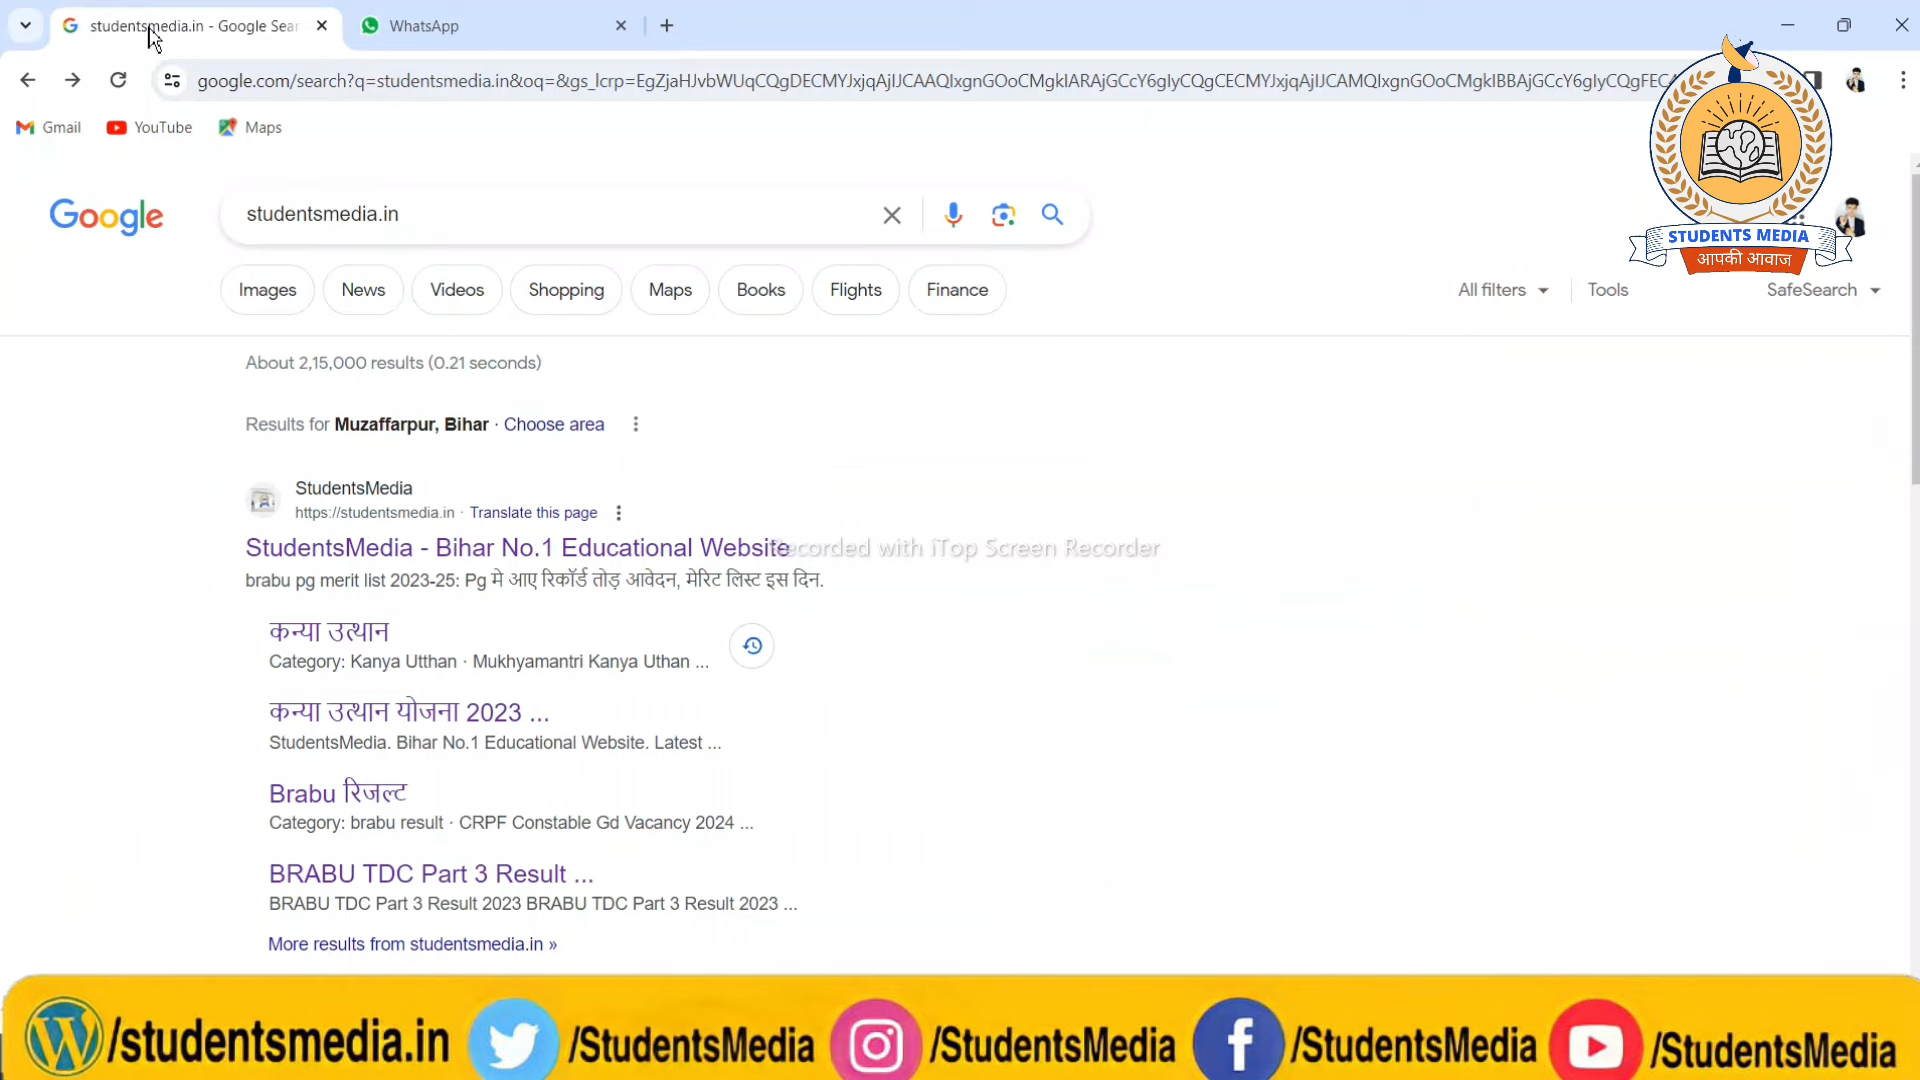 studentsmedia.in - Google Sear
WhatsApp
google.com/search?q=studentsmedia.in&oq=&gs_lcrp=
Gmail YouTube Maps
Google
studentsmedia.in
STUDENTS MEDIA
आपकी आवाज
Images News Videos Shopping Maps Books Flights Finance
All filters Tools SafeSearch
About 2,15,000 results (0.21 seconds)
Results for Muzaffarpur, Bihar · Choose area
StudentsMedia
https://studentsmedia.in · Translate this page
StudentsMedia - Bihar No.1 Educational Website
Recorded with iTop Screen Recorder
brabu pg merit list 2023-25: Pg मे आए रिकॉर्ड तोड़ आवेदन, मेरिट लिस्ट इस दिन.
कन्या उत्थान
Category: Kanya Utthan · Mukhyamantri Kanya Uthan ...
कन्या उत्थान योजना 2023 ...
StudentsMedia. Bihar No.1 Educational Website. Latest ...
Brabu रिजल्ट
Category: brabu result · CRPF Constable Gd Vacancy 2024 ...
BRABU TDC Part 3 Result ...
BRABU TDC Part 3 Result 2023 BRABU TDC Part 3 Result 2023 ...
More results from studentsmedia.in »
/studentsmedia.in /StudentsMedia /StudentsMedia /StudentsMedia /StudentsMedia